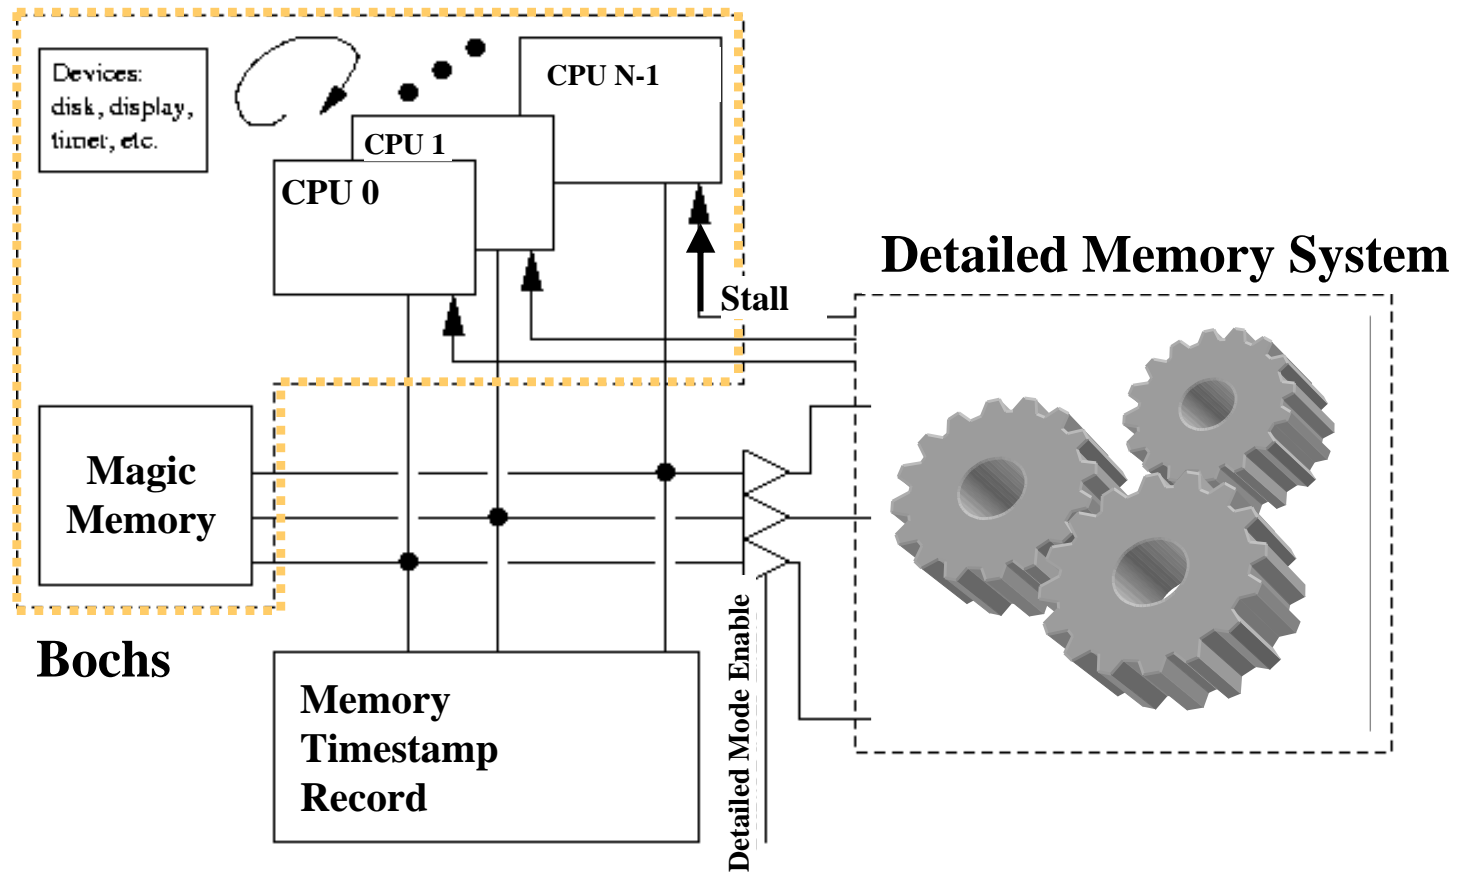 Devices:
disk, display,
timer, etc.
CPU N-1
CPU 1
CPU 0
Detailed Memory System
Stall
Magic
Memory
Bochs
Memory
Timestamp
Record
Detailed Mode Enable